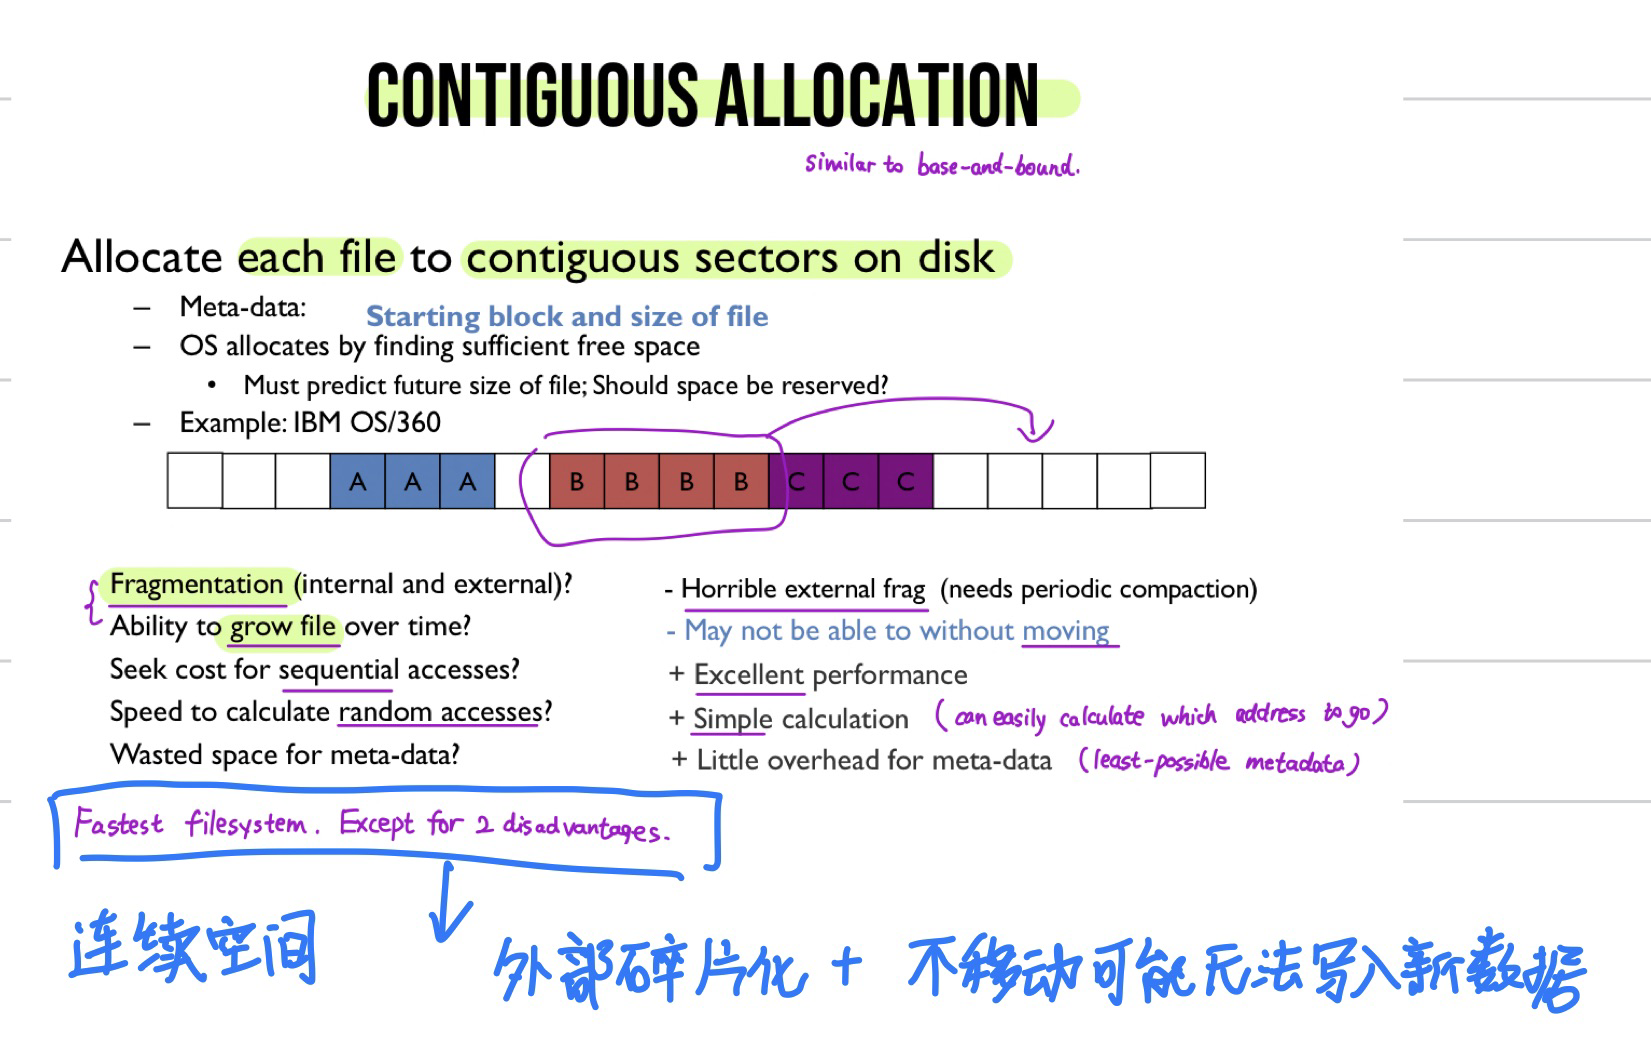 CONTIGUOUS ALLOCATION
Similar to base-and-bound.
Allocate each file to contiguous sectors on disk
– Meta-data: Starting block and size of file
– OS allocates by finding sufficient free space
• Must predict future size of file; Should space be reserved?
– Example: IBM OS/360
A A A B B B B C C C
Fragmentation (internal and external)? - Horrible external frag (needs periodic compaction)
Ability to grow file over time? - May not be able to without moving
Seek cost for sequential accesses? + Excellent performance
Speed to calculate random accesses? + Simple calculation (can easily calculate which address to go)
Wasted space for meta-data? + Little overhead for meta-data (least-possible metadata)
Fastest filesystem. Except for 2 disadvantages.
连续空间 外部碎片化 + 不移动可能无法写入新数据